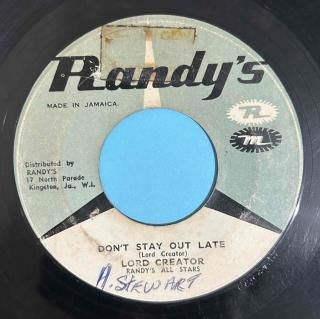 Randy's
MADE IN JAMAICA.
R
M
Distributed by
RANDY'S
17 North Parade
Kingston, Ja., W.I.
DON'T STAY OUT LATE
(Lord Creator)
LORD CREATOR
RANDY'S ALL STARS
A. STEWART